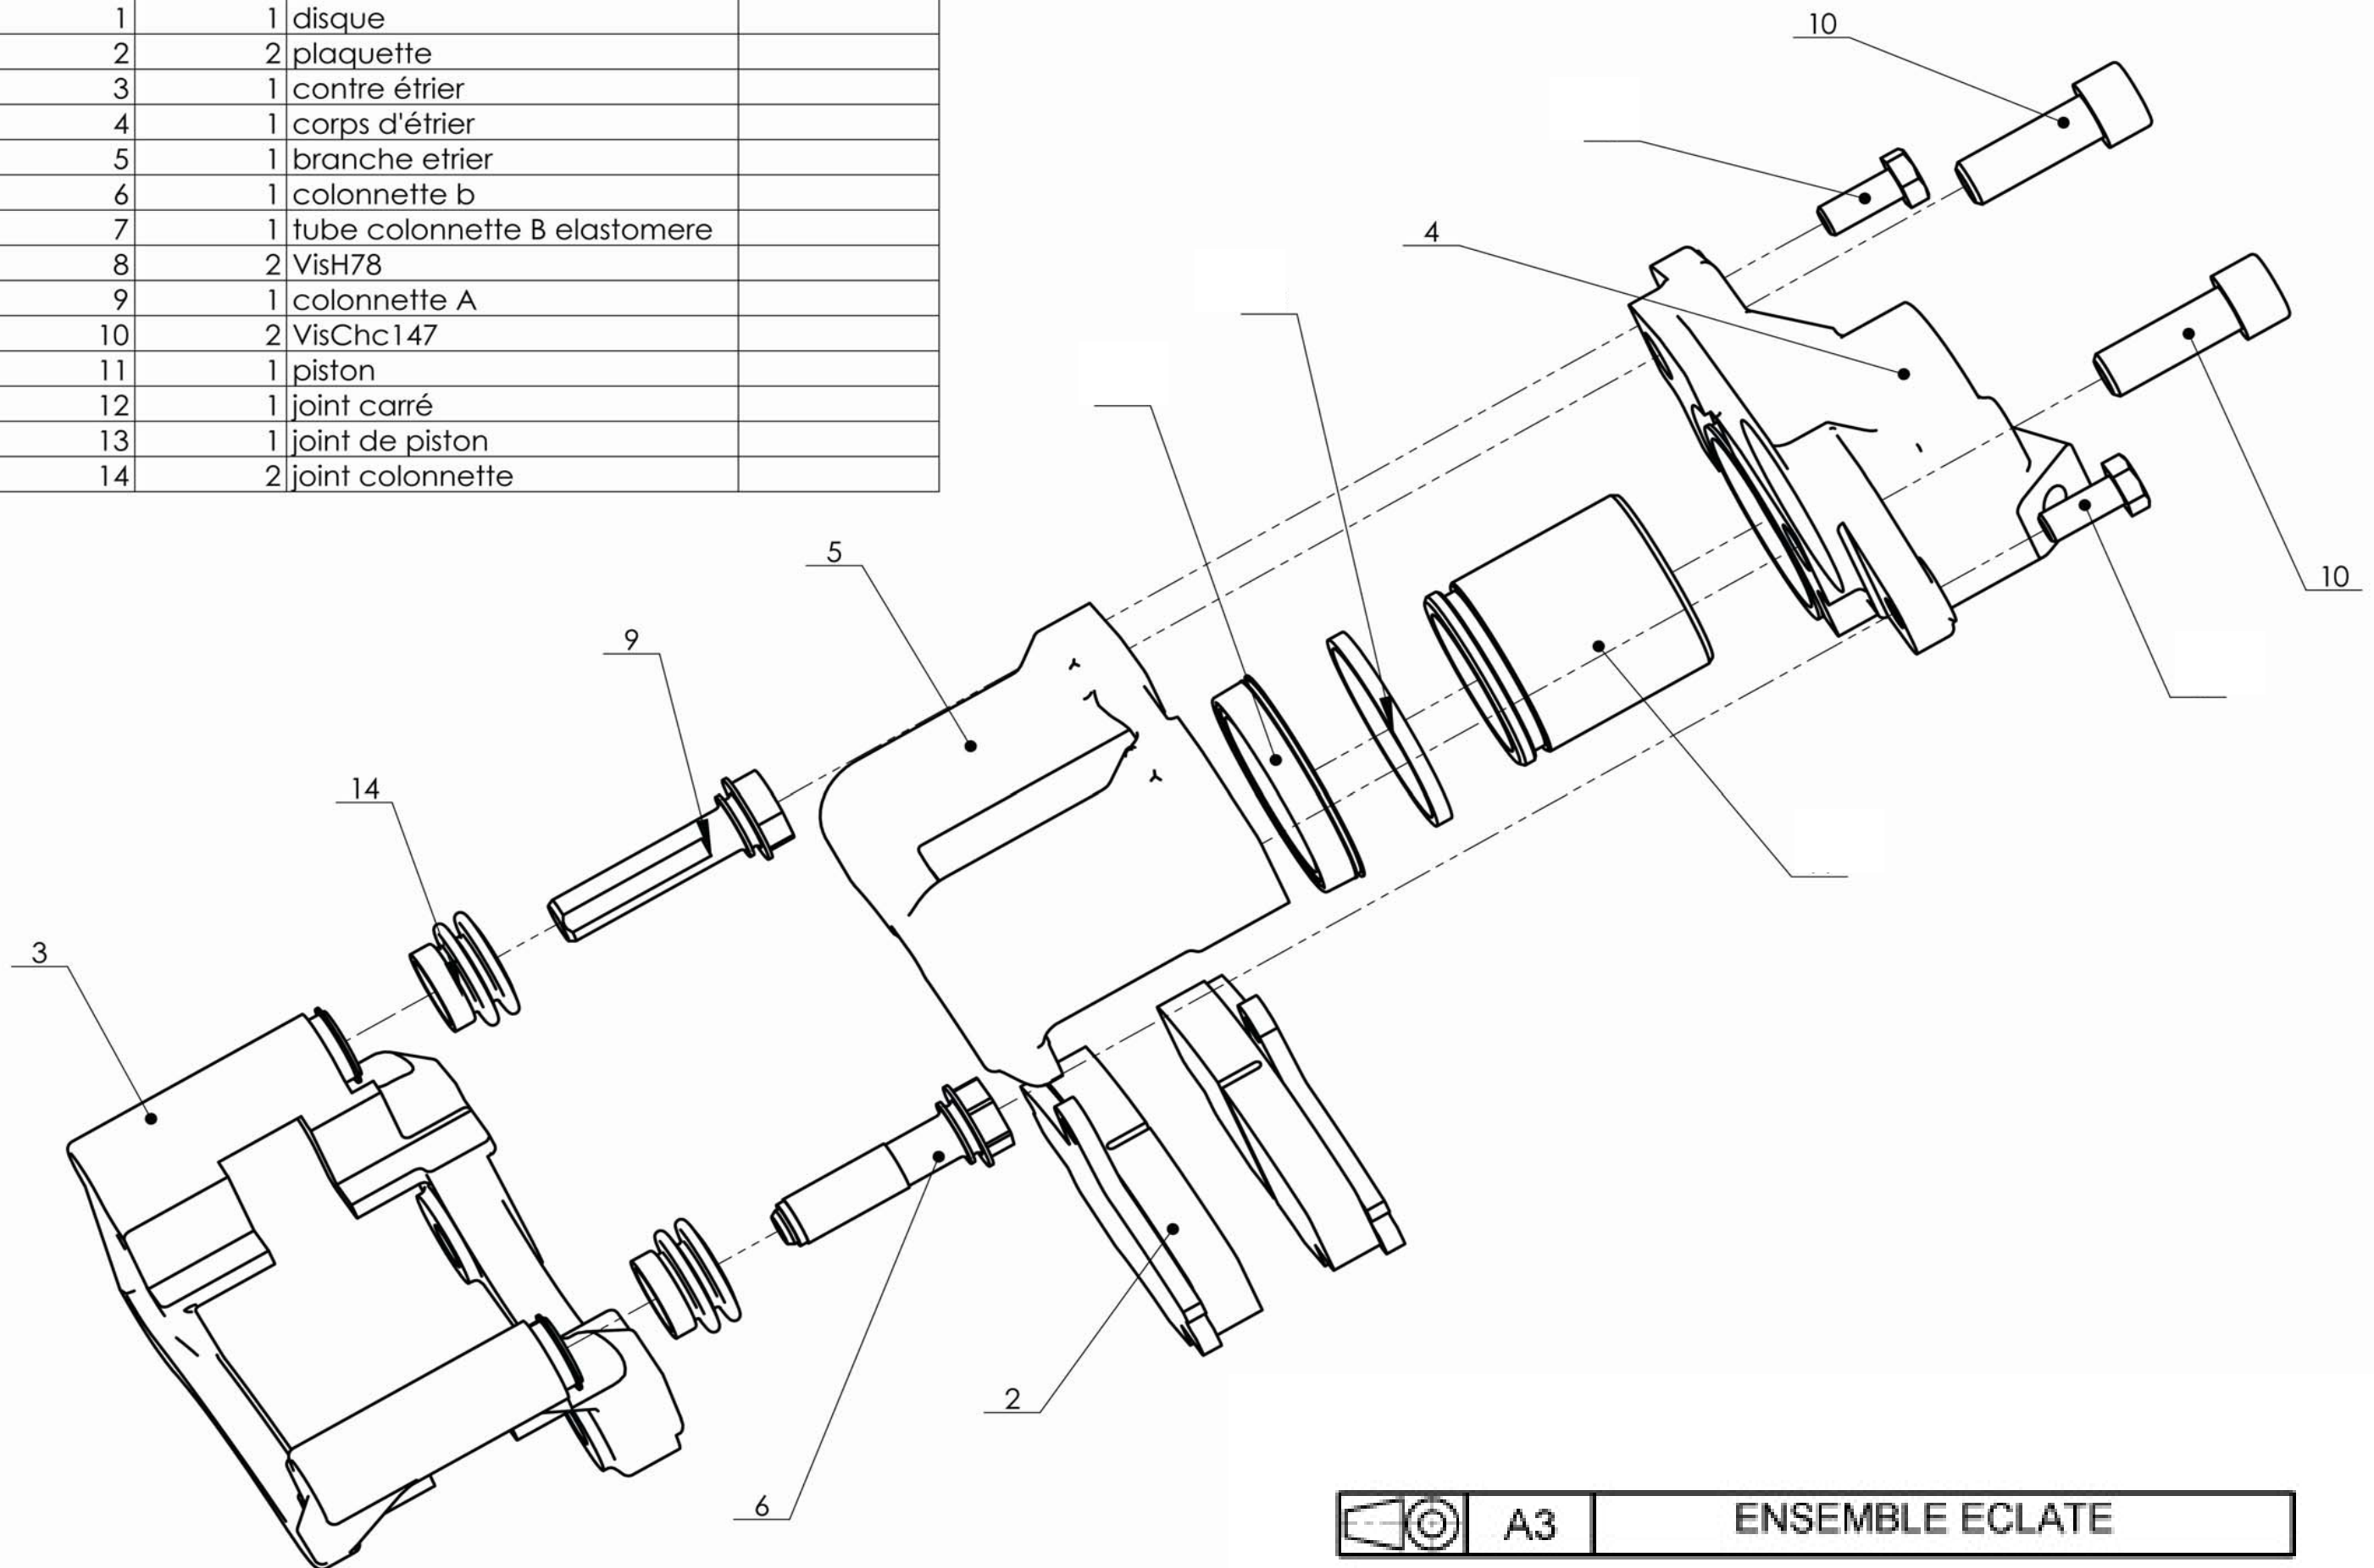 1 1 disque
2 2 plaquette
3 1 contre étrier
4 1 corps d'étrier
5 1 branche etrier
6 1 colonnette b
7 1 tube colonnette B elastomere
8 2 VisH78
9 1 colonnette A
10 2 VisChc147
11 1 piston
12 1 joint carré
13 1 joint de piston
14 2 joint colonnette
10
4
5
10
9
14
3
2
6
A3 ENSEMBLE ECLATE